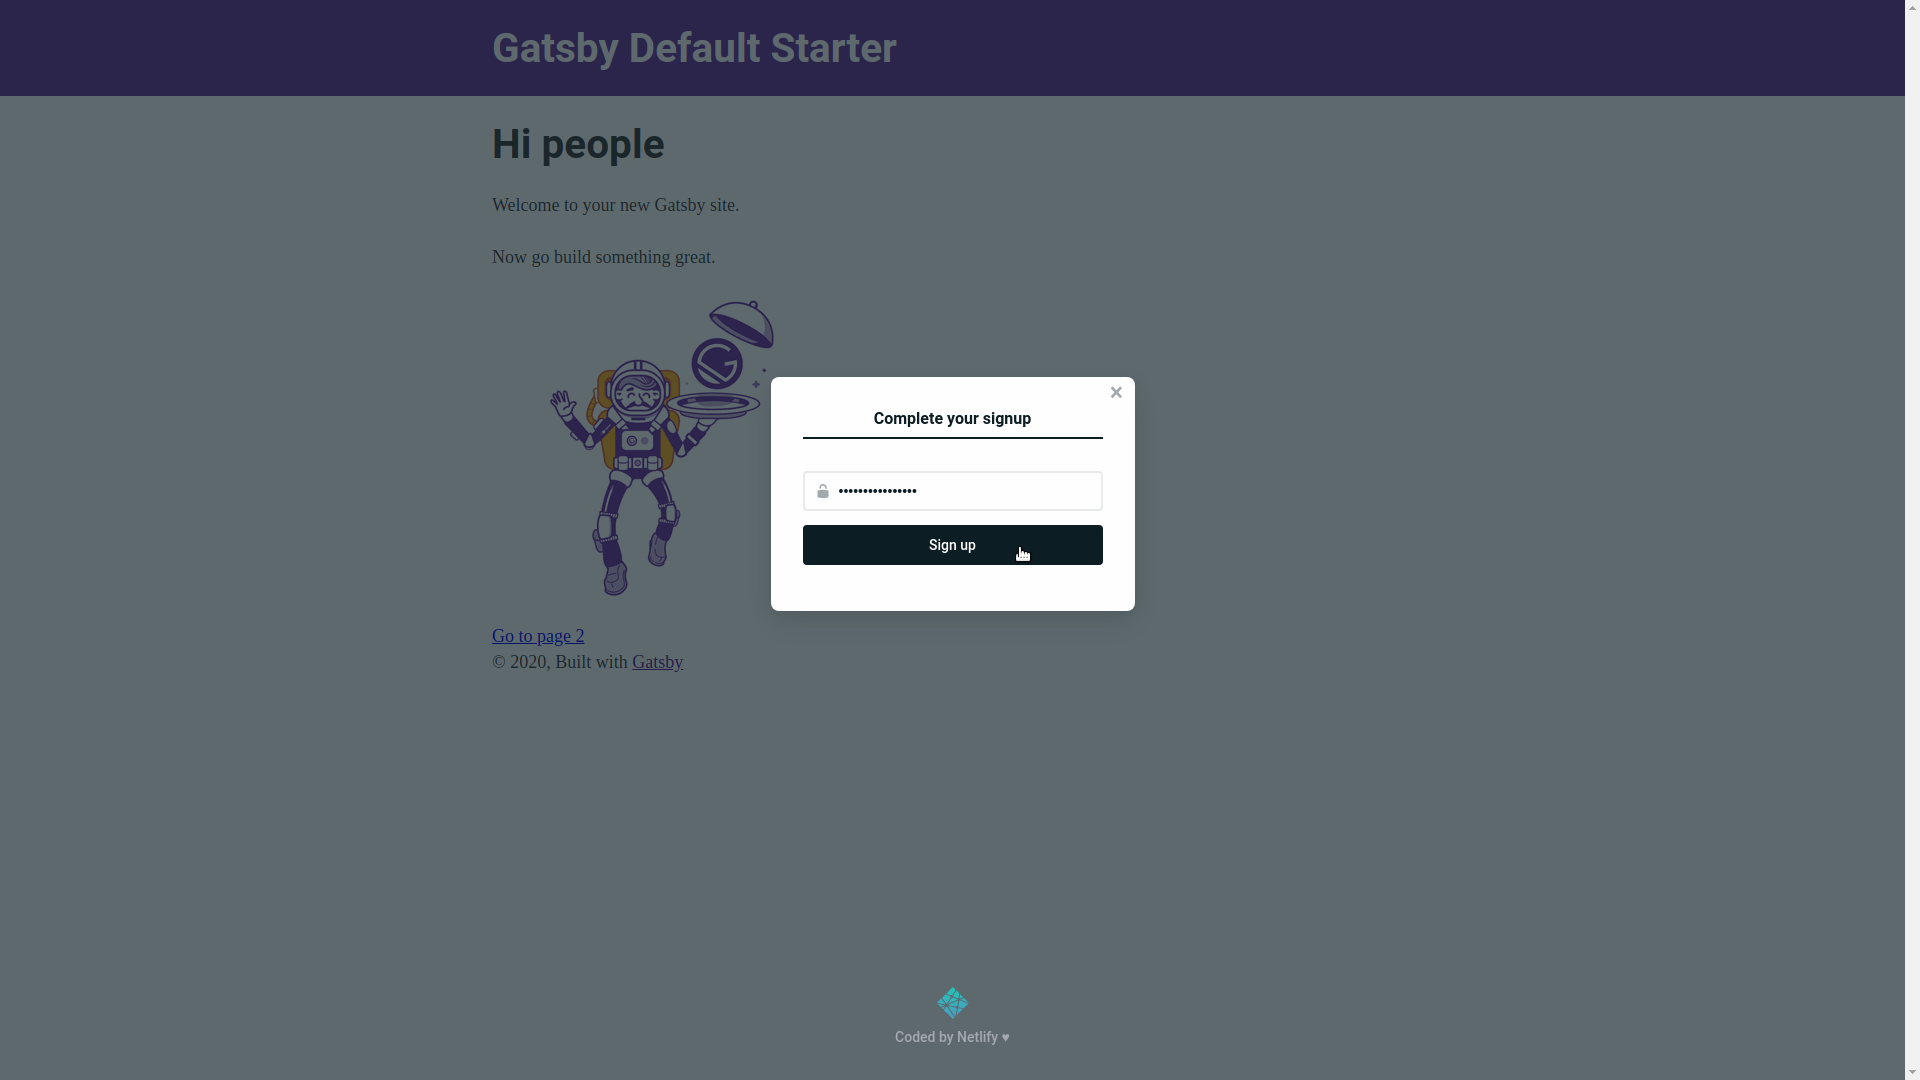 Gatsby Default Starter
Hi people
Welcome to your new Gatsby site.
Now go build something great.
×
Complete your signup
••••••••••••••••
Sign up
Go to page 2
© 2020, Built with Gatsby
Coded by Netlify ♥